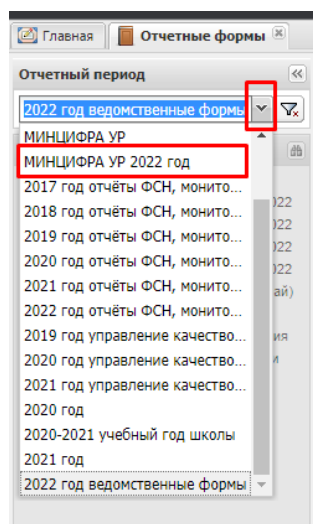 Главная
Отчетные формы
Отчетный период
2022 год ведомственные формы
МИНЦИФРА УР
МИНЦИФРА УР 2022 год
2017 год отчёты ФСН, монито...
2018 год отчёты ФСН, монито...
2019 год отчёты ФСН, монито...
2020 год отчёты ФСН, монито...
2021 год отчёты ФСН, монито...
2022 год отчёты ФСН, монито...
2019 год управление качество...
2020 год управление качество...
2021 год управление качество...
2020 год
2020-2021 учебный год школы
2021 год
2022 год ведомственные формы